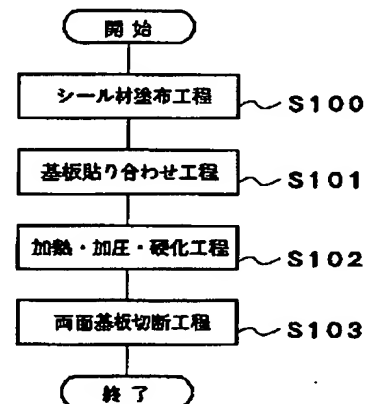 開始
シール材塗布工程
S100
基板貼り合わせ工程
S101
加熱・加圧・硬化工程
S102
両面基板切断工程
S103
終了